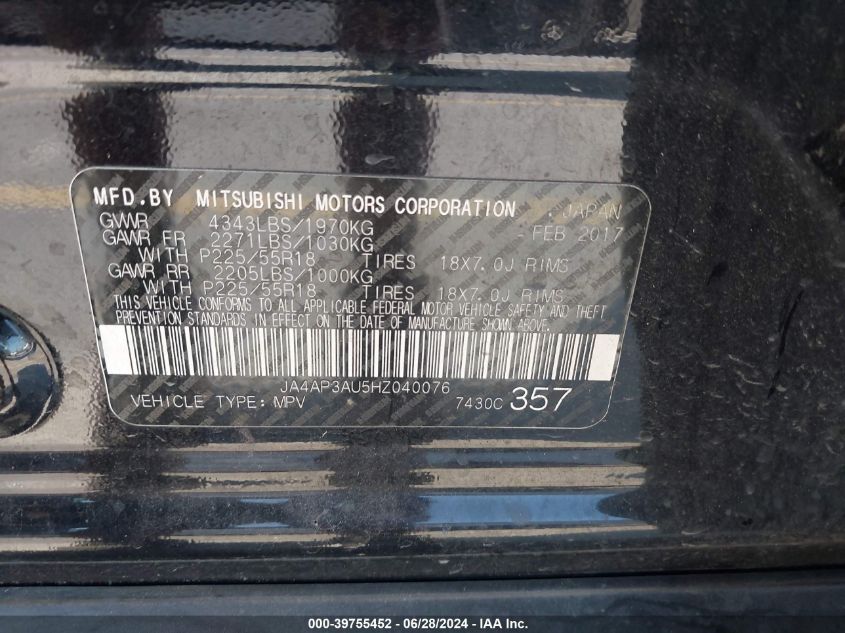 MFD.BY MITSUBISHI MOTORS CORPORATION JAPAN
GVWR 4343LBS/1970KG FEB 2017
GAWR FR 2271LBS/1030KG
WITH P225/55R18 TIRES 18X7.0J RIMS
GAWR RR 2205LBS/1000KG
WITH P225/55R18 TIRES 18X7.0J RIMS
THIS VEHICLE CONFORMS TO ALL APPLICABLE FEDERAL MOTOR VEHICLE SAFETY AND THEFT
PREVENTION STANDARDS IN EFFECT ON THE DATE OF MANUFACTURE SHOWN ABOVE.
JA4AP3AU5HZ040076
VEHICLE TYPE: MPV 7430C 357
000-39755452 - 06/28/2024 - IAA Inc.